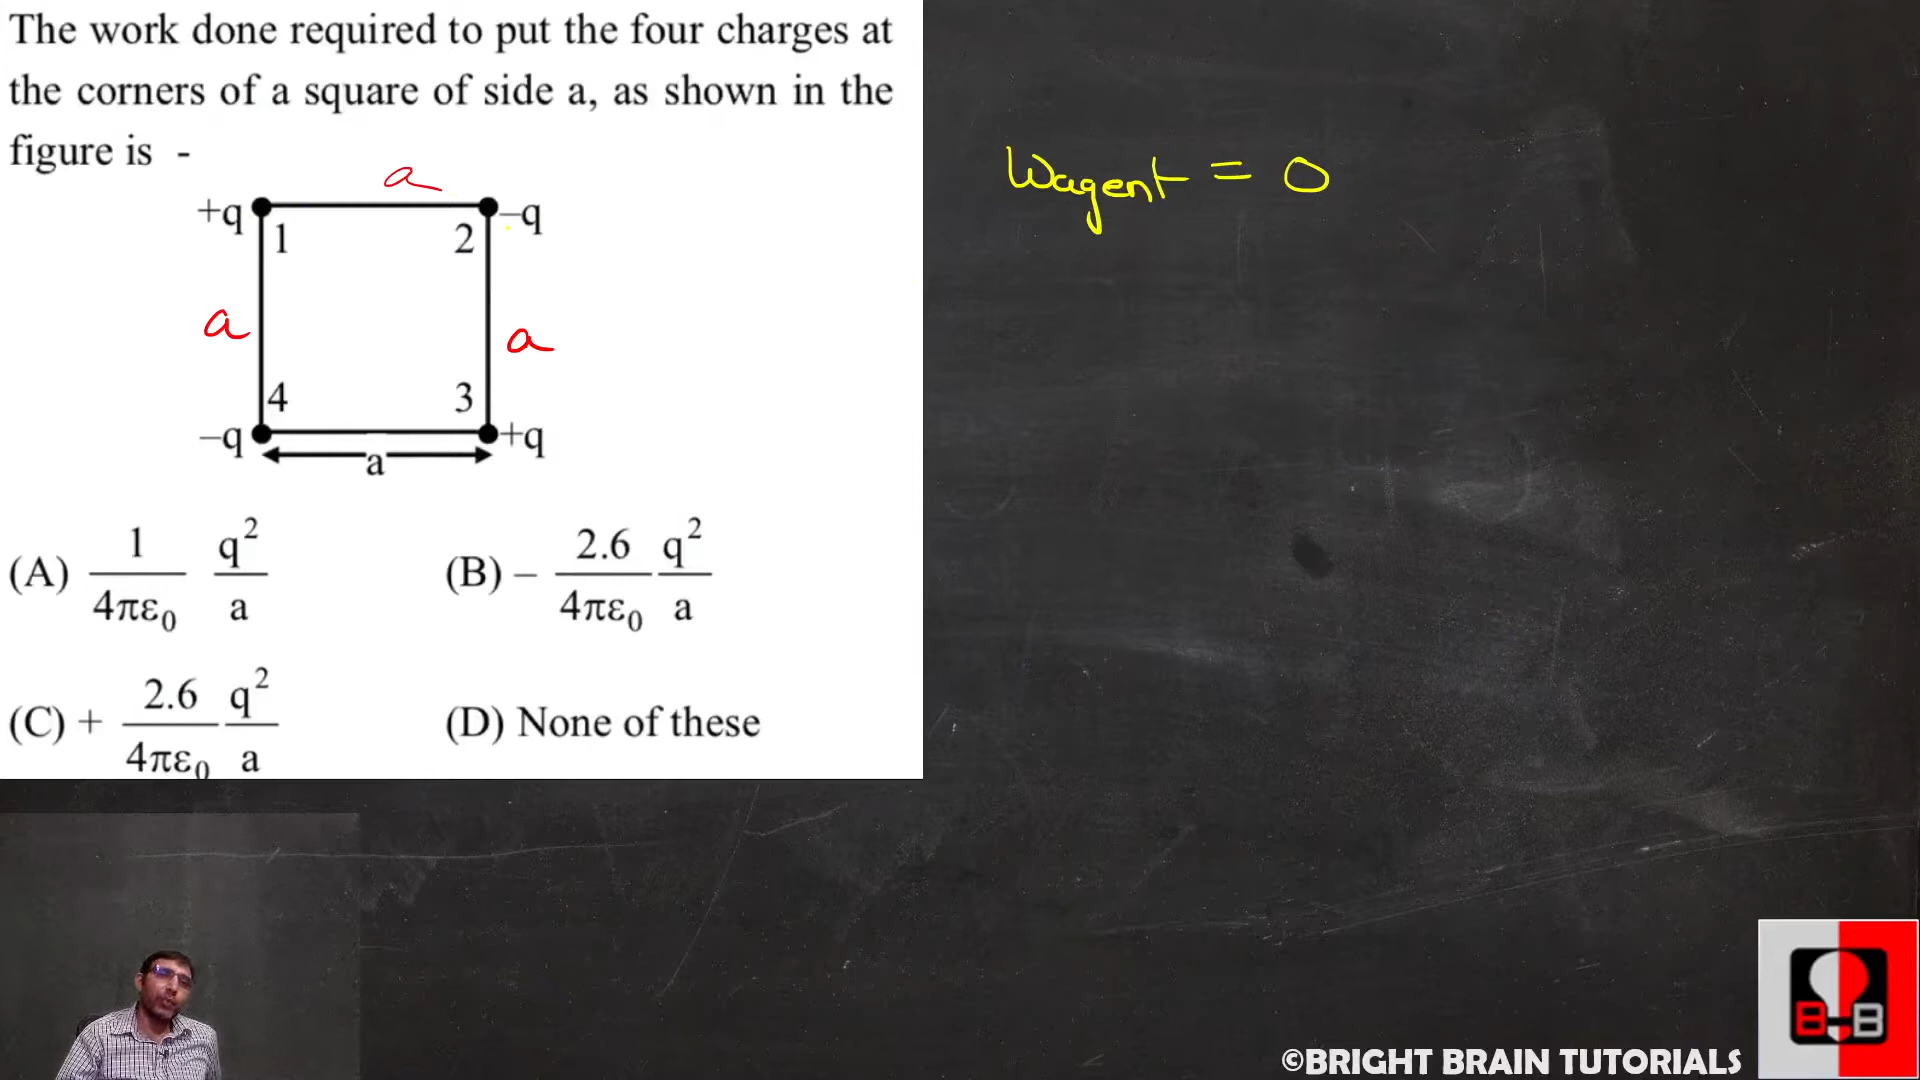 The work done required to put the four charges at
the corners of a square of side a, as shown in the
figure is -
a
+q
–q
1
2
a
a
4
3
–q
+q
a
(A) 1/4πε₀ q²/a
(B) – 2.6/4πε₀ q²/a
(C) + 2.6/4πε₀ q²/a
(D) None of these
Wagent = 0
B-B
©BRIGHT BRAIN TUTORIALS